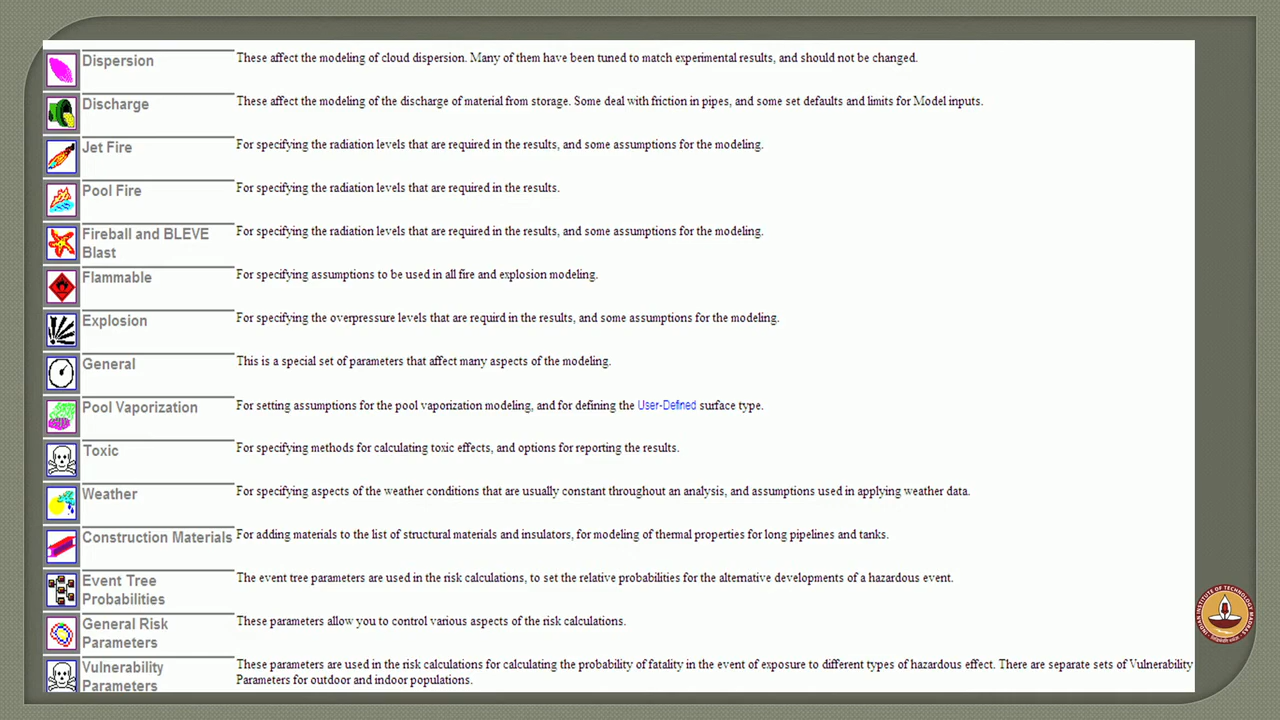 Dispersion These affect the modeling of cloud dispersion. Many of them have been tuned to match experimental results, and should not be changed.
Discharge These affect the modeling of the discharge of material from storage. Some deal with friction in pipes, and some set defaults and limits for Model inputs.
Jet Fire For specifying the radiation levels that are required in the results, and some assumptions for the modeling.
Pool Fire For specifying the radiation levels that are required in the results.
Fireball and BLEVE For specifying the radiation levels that are required in the results, and some assumptions for the modeling.
Blast
Flammable For specifying assumptions to be used in all fire and explosion modeling.
Explosion For specifying the overpressure levels that are requird in the results, and some assumptions for the modeling.
General This is a special set of parameters that affect many aspects of the modeling.
Pool Vaporization For setting assumptions for the pool vaporization modeling, and for defining the User-Defined surface type.
Toxic For specifying methods for calculating toxic effects, and options for reporting the results.
Weather For specifying aspects of the weather conditions that are usually constant throughout an analysis, and assumptions used in applying weather data.
Construction Materials For adding materials to the list of structural materials and insulators, for modeling of thermal properties for long pipelines and tanks.
Event Tree The event tree parameters are used in the risk calculations, to set the relative probabilities for the alternative developments of a hazardous event.
Probabilities
General Risk These parameters allow you to control various aspects of the risk calculations.
Parameters
Vulnerability These parameters are used in the risk calculations for calculating the probability of fatality in the event of exposure to different types of hazardous effect. There are separate sets of Vulnerability
Parameters Parameters for outdoor and indoor populations.
INDIAN INSTITUTE OF TECHNOLOGY MADRAS